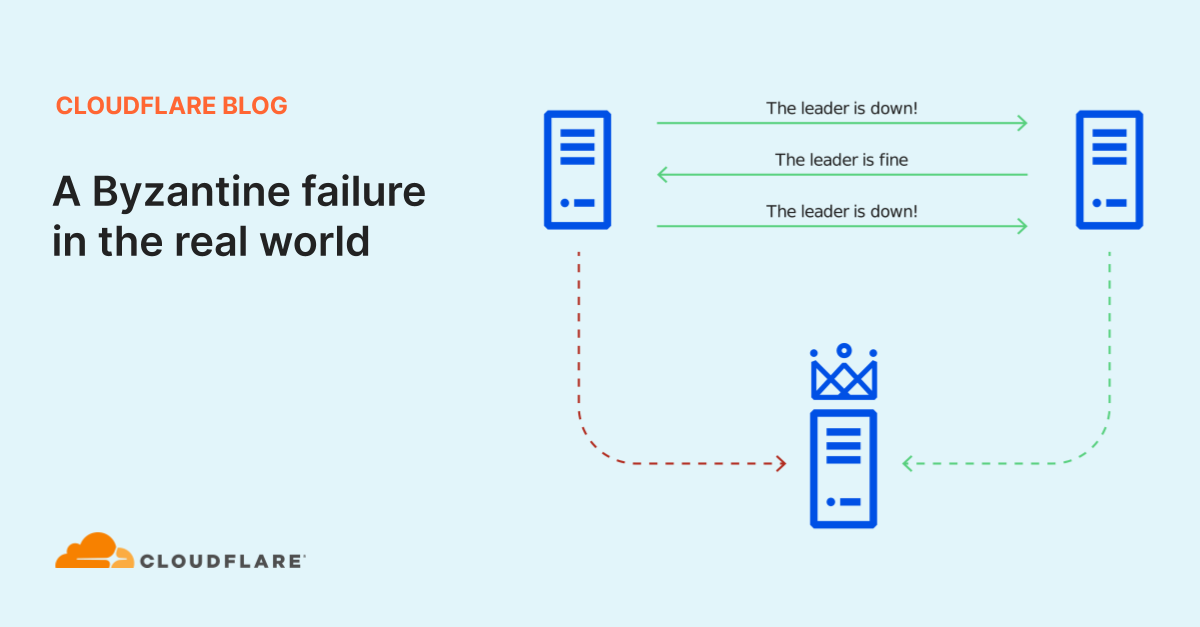 CLOUDFLARE BLOG
A Byzantine failure
in the real world
The leader is down!
The leader is fine
The leader is down!
CLOUDFLARE